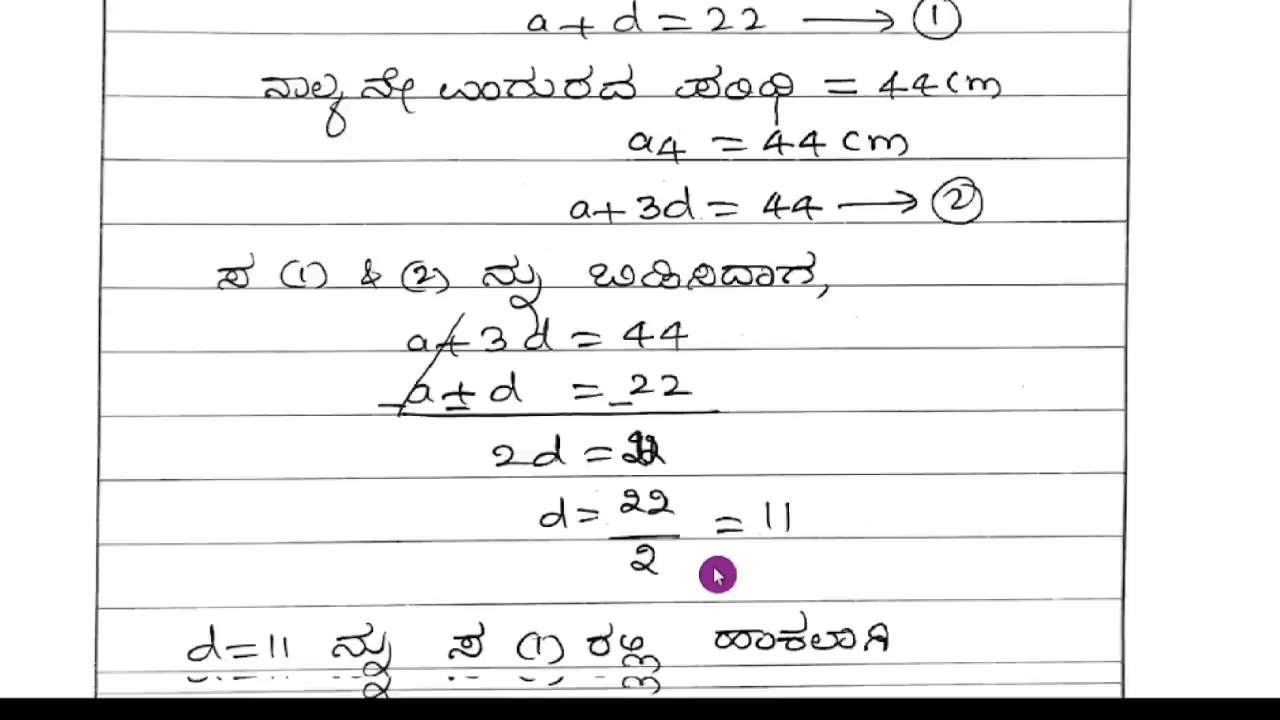 a + d = 22 → ①
ನಾಲ್ಕನೇ ಉಂಗುರದ ಪರಿಧಿ = 44 cm
a4 = 44 cm
a + 3d = 44 → ②
ಸ (1) & (2) ನ್ನು ಬಿಡಿಸಿದಾಗ,
a + 3d = 44
a + d = 22
2d =
d = 22/2 = 11
d = 11 ನ್ನು ಸ (1) ರಲ್ಲಿ ಹಾಕಲಾಗಿ